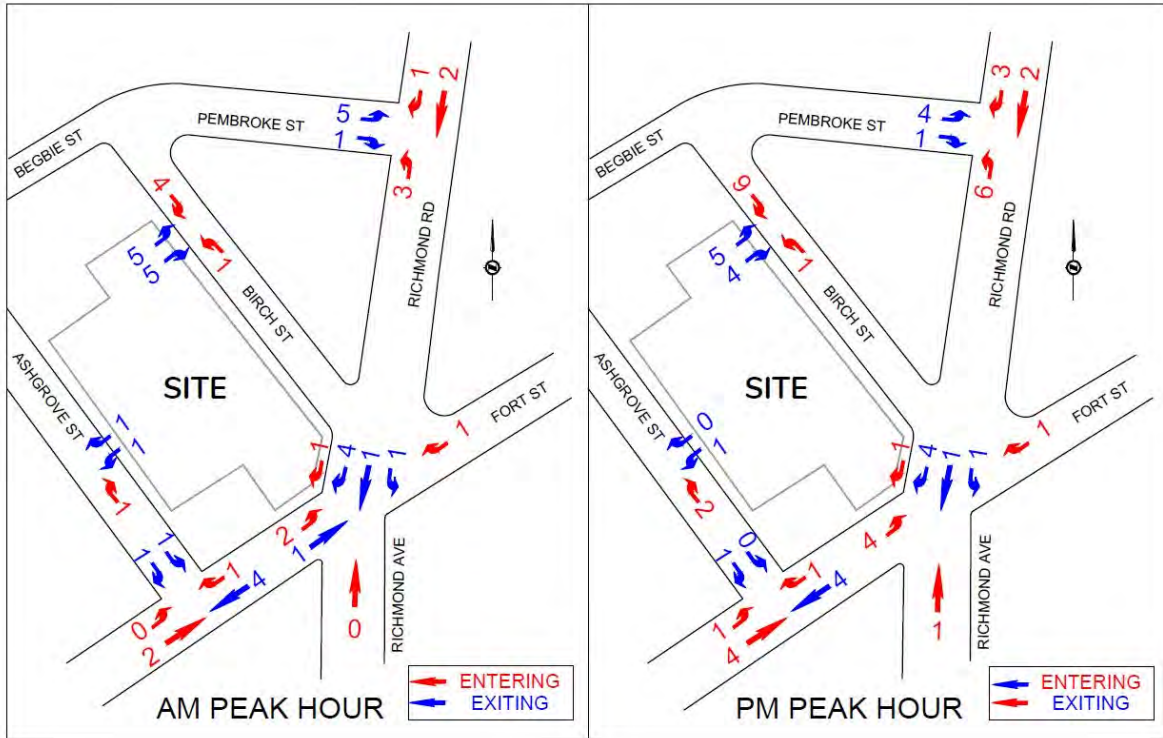 1
2
5
PEMBROKE ST
1
BEGBIE ST
3
4
RICHMOND RD
5
5
1
BIRCH ST
ASHGROVE ST
SITE
FORT ST
1
1
1
4
1
1
1
1
2
1
1
1
1
4
0
2
0
RICHMOND AVE
AM PEAK HOUR
ENTERING
EXITING
3
2
4
PEMBROKE ST
1
BEGBIE ST
6
9
RICHMOND RD
5
4
1
BIRCH ST
ASHGROVE ST
SITE
FORT ST
0
1
1
4
1
1
1
2
4
1
0
1
4
1
4
1
RICHMOND AVE
PM PEAK HOUR
ENTERING
EXITING